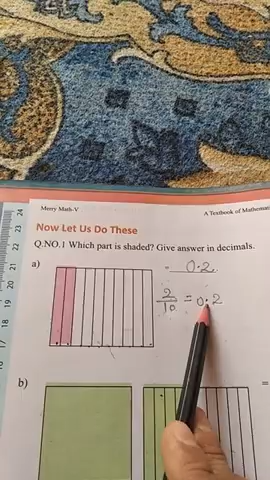 Merry Math-V A Textbook of Mathemat
Now Let Us Do These
Q.NO.1 Which part is shaded? Give answer in decimals.
a) = 0.2
2/10 = 0.2
b) =
24 23 22 21 20 19 18 17